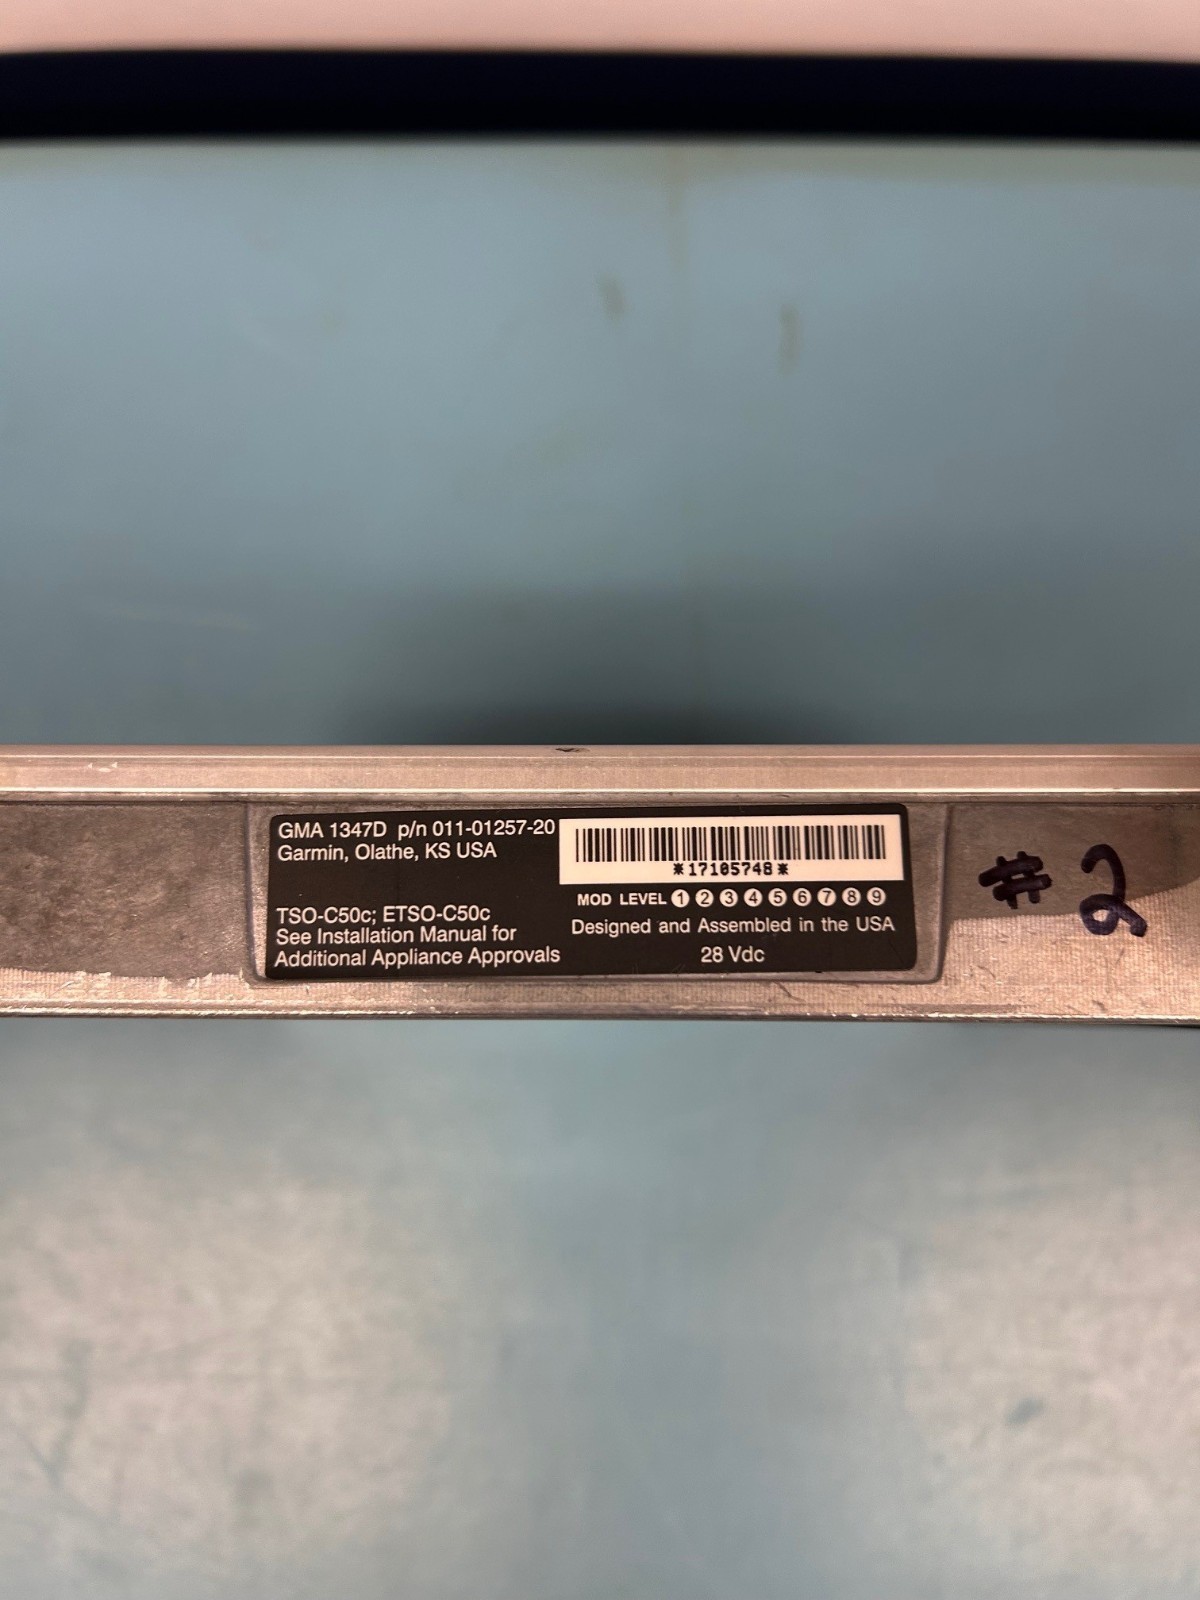 GMA 1347D p/n 011-01257-20
Garmin, Olathe, KS USA
TSO-C50c; ETSO-C50c
See Installation Manual for
Additional Appliance Approvals
*17105748*
MOD LEVEL 1 2 3 4 5 6 7 8 9
Designed and Assembled in the USA
28 Vdc
# 2